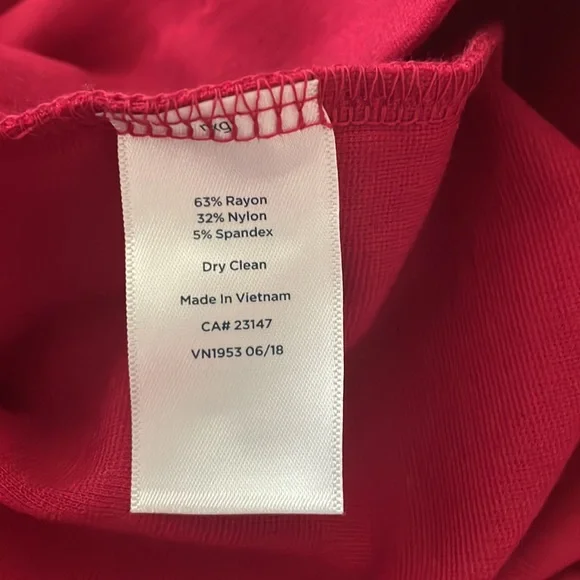 63% Rayon
32% Nylon
5% Spandex
Dry Clean
Made In Vietnam
CA# 23147
VN1953 06/18